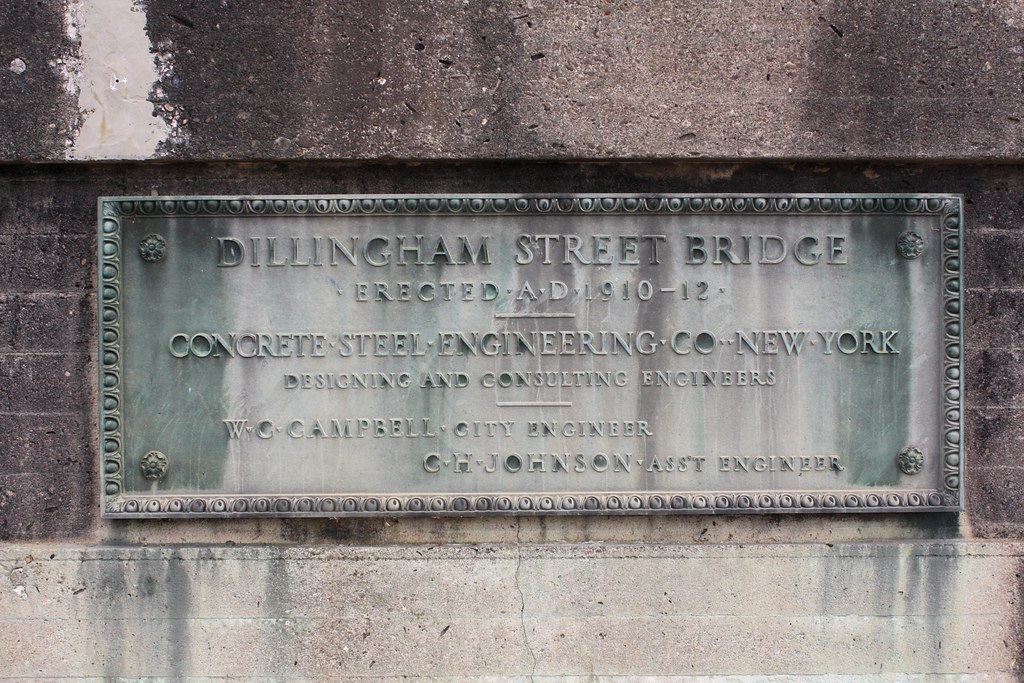 DILLINGHAM STREET BRIDGE
· ERECTED · A · D · 1910-12 ·
CONCRETE · STEEL · ENGINEERING · CO · · NEW · YORK
DESIGNING AND CONSULTING ENGINEERS
W · C · CAMPBELL · CITY ENGINEER
C · H · JOHNSON · ASS'T ENGINEER